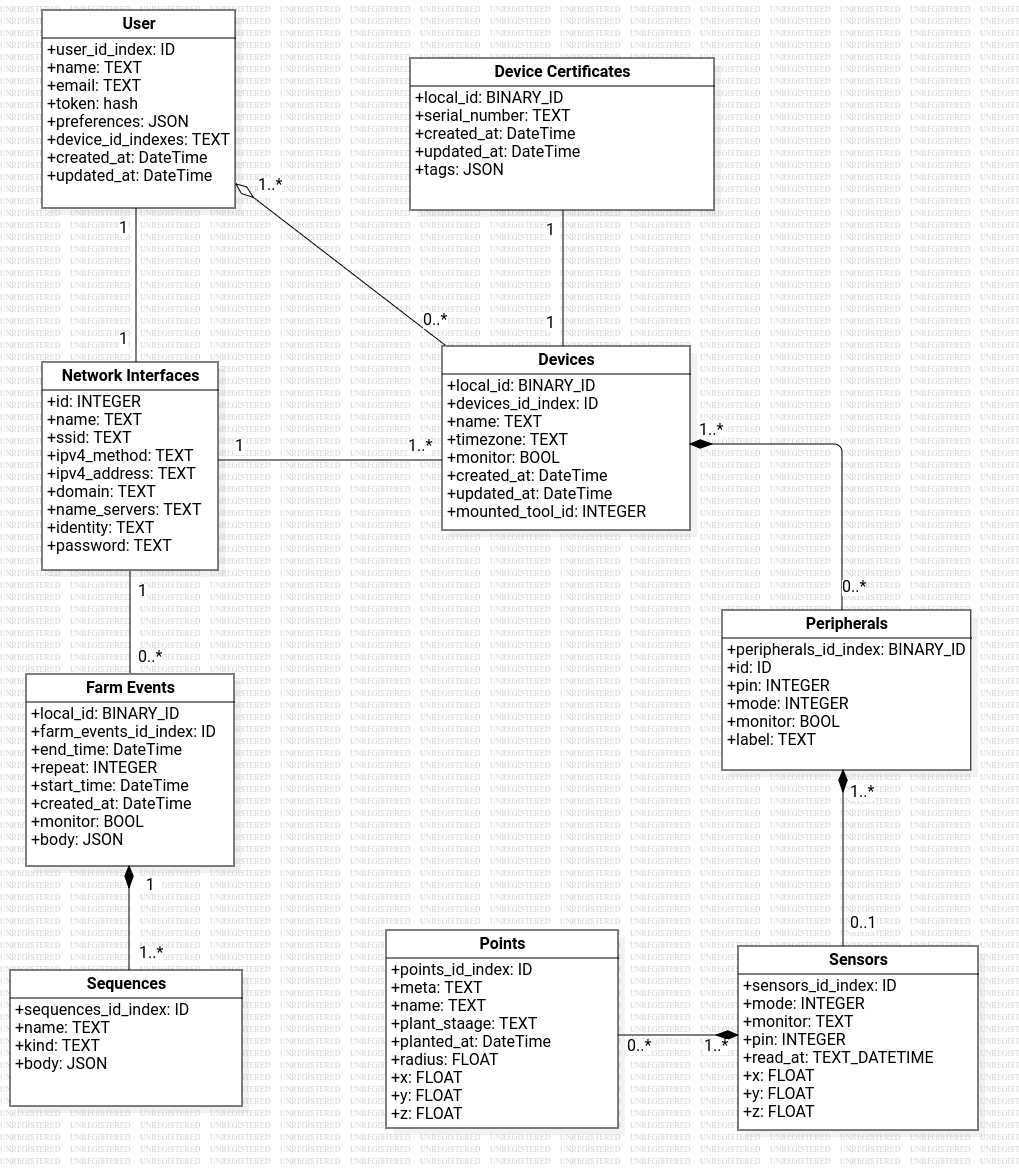 User
+user_id_index: ID
+name: TEXT
+email: TEXT
+token: hash
+preferences: JSON
+device_id_indexes: TEXT
+created_at: DateTime
+updated_at: DateTime
Device Certificates
+local_id: BINARY_ID
+serial_number: TEXT
+created_at: DateTime
+updated_at: DateTime
+tags: JSON
1..*
1
1
0..*
1
1
Network Interfaces
+id: INTEGER
+name: TEXT
+ssid: TEXT
+ipv4_method: TEXT
+ipv4_address: TEXT
+domain: TEXT
+name_servers: TEXT
+identity: TEXT
+password: TEXT
1
1..*
Devices
+local_id: BINARY_ID
+devices_id_index: ID
+name: TEXT
+timezone: TEXT
+monitor: BOOL
+created_at: DateTime
+updated_at: DateTime
+mounted_tool_id: INTEGER
1..*
0..*
1
0..*
Farm Events
+local_id: BINARY_ID
+farm_events_id_index: ID
+end_time: DateTime
+repeat: INTEGER
+start_time: DateTime
+created_at: DateTime
+monitor: BOOL
+body: JSON
Peripherals
+peripherals_id_index: BINARY_ID
+id: ID
+pin: INTEGER
+mode: INTEGER
+monitor: BOOL
+label: TEXT
1..*
0..1
1
1..*
Sequences
+sequences_id_index: ID
+name: TEXT
+kind: TEXT
+body: JSON
Points
+points_id_index: ID
+meta: TEXT
+name: TEXT
+plant_staage: TEXT
+planted_at: DateTime
+radius: FLOAT
+x: FLOAT
+y: FLOAT
+z: FLOAT
0..*
1..*
Sensors
+sensors_id_index: ID
+mode: INTEGER
+monitor: TEXT
+pin: INTEGER
+read_at: TEXT_DATETIME
+x: FLOAT
+y: FLOAT
+z: FLOAT
UNREGISTERED